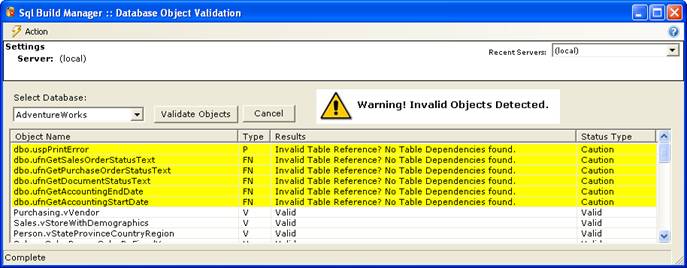 Sql Build Manager :: Database Object Validation
Action
Settings
Server: (local)
Recent Servers: (local)
Select Database:
AdventureWorks Validate Objects Cancel Warning! Invalid Objects Detected.
Object Name Type Results Status Type
dbo.uspPrintError P Invalid Table Reference? No Table Dependencies found. Caution
dbo.ufnGetSalesOrderStatusText FN Invalid Table Reference? No Table Dependencies found. Caution
dbo.ufnGetPurchaseOrderStatusText FN Invalid Table Reference? No Table Dependencies found. Caution
dbo.ufnGetDocumentStatusText FN Invalid Table Reference? No Table Dependencies found. Caution
dbo.ufnGetAccountingEndDate FN Invalid Table Reference? No Table Dependencies found. Caution
dbo.ufnGetAccountingStartDate FN Invalid Table Reference? No Table Dependencies found. Caution
Purchasing.vVendor V Valid Valid
Sales.vStoreWithDemographics V Valid Valid
Person.vStateProvinceCountryRegion V Valid Valid
Complete